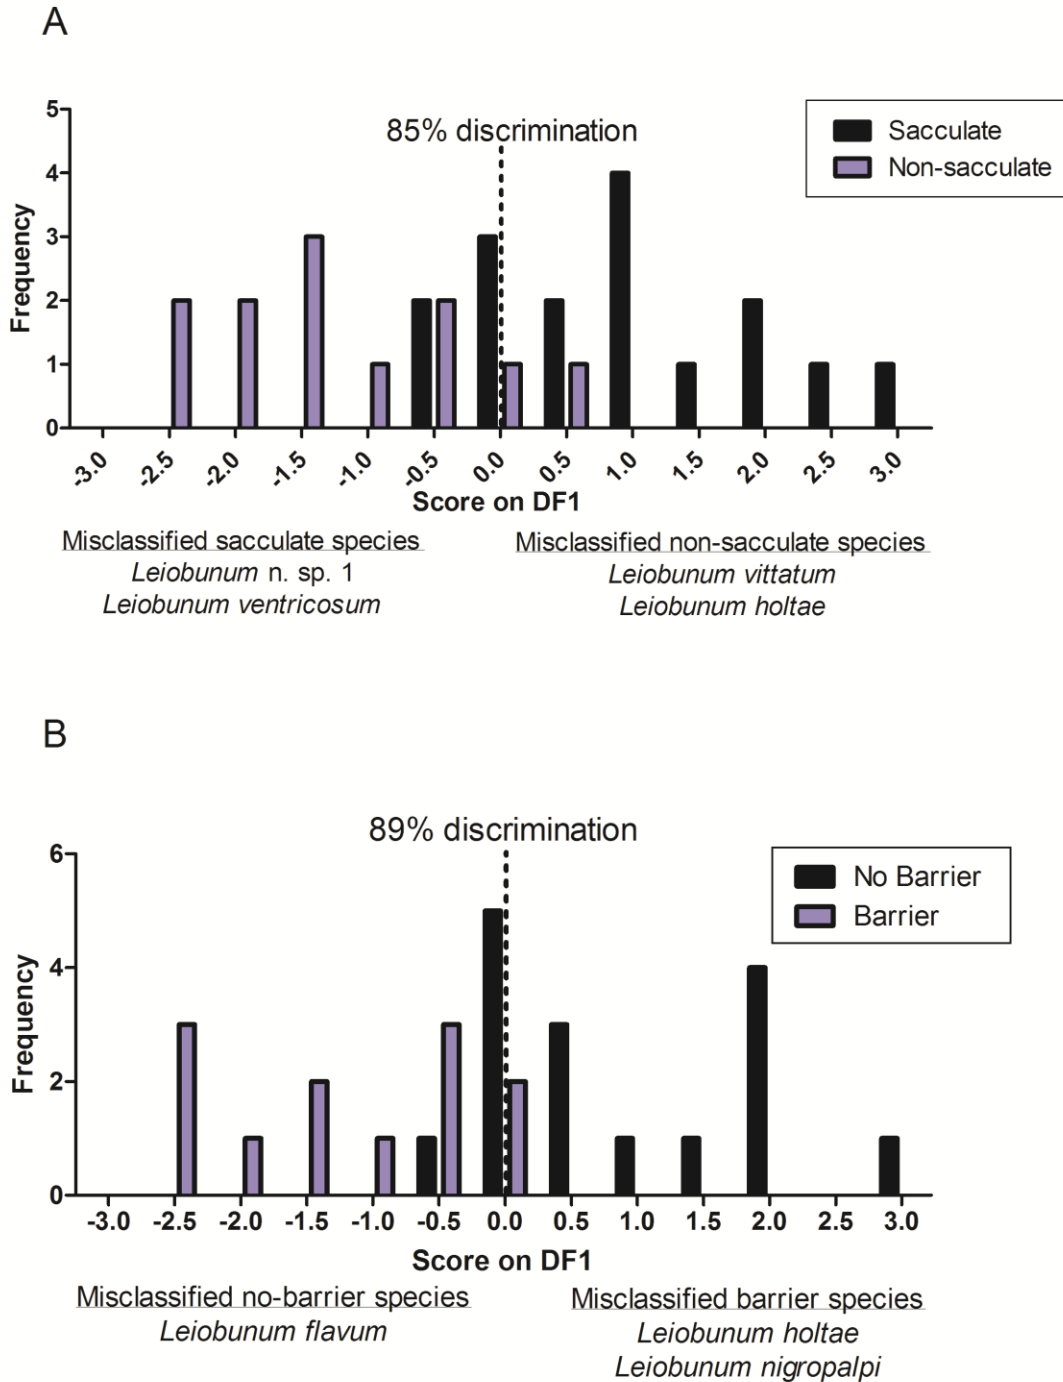 A
85% discrimination
Sacculate
Non-sacculate
5
4
3
2
1
0
Frequency
-3.0 -2.5 -2.0 -1.5 -1.0 -0.5 0.0 0.5 1.0 1.5 2.0 2.5 3.0
Score on DF1
Misclassified sacculate species
Leiobunum n. sp. 1
Leiobunum ventricosum
Misclassified non-sacculate species
Leiobunum vittatum
Leiobunum holtae
B
89% discrimination
No Barrier
Barrier
6
4
2
0
Frequency
-3.0 -2.5 -2.0 -1.5 -1.0 -0.5 0.0 0.5 1.0 1.5 2.0 2.5 3.0
Score on DF1
Misclassified no-barrier species
Leiobunum flavum
Misclassified barrier species
Leiobunum holtae
Leiobunum nigropalpi